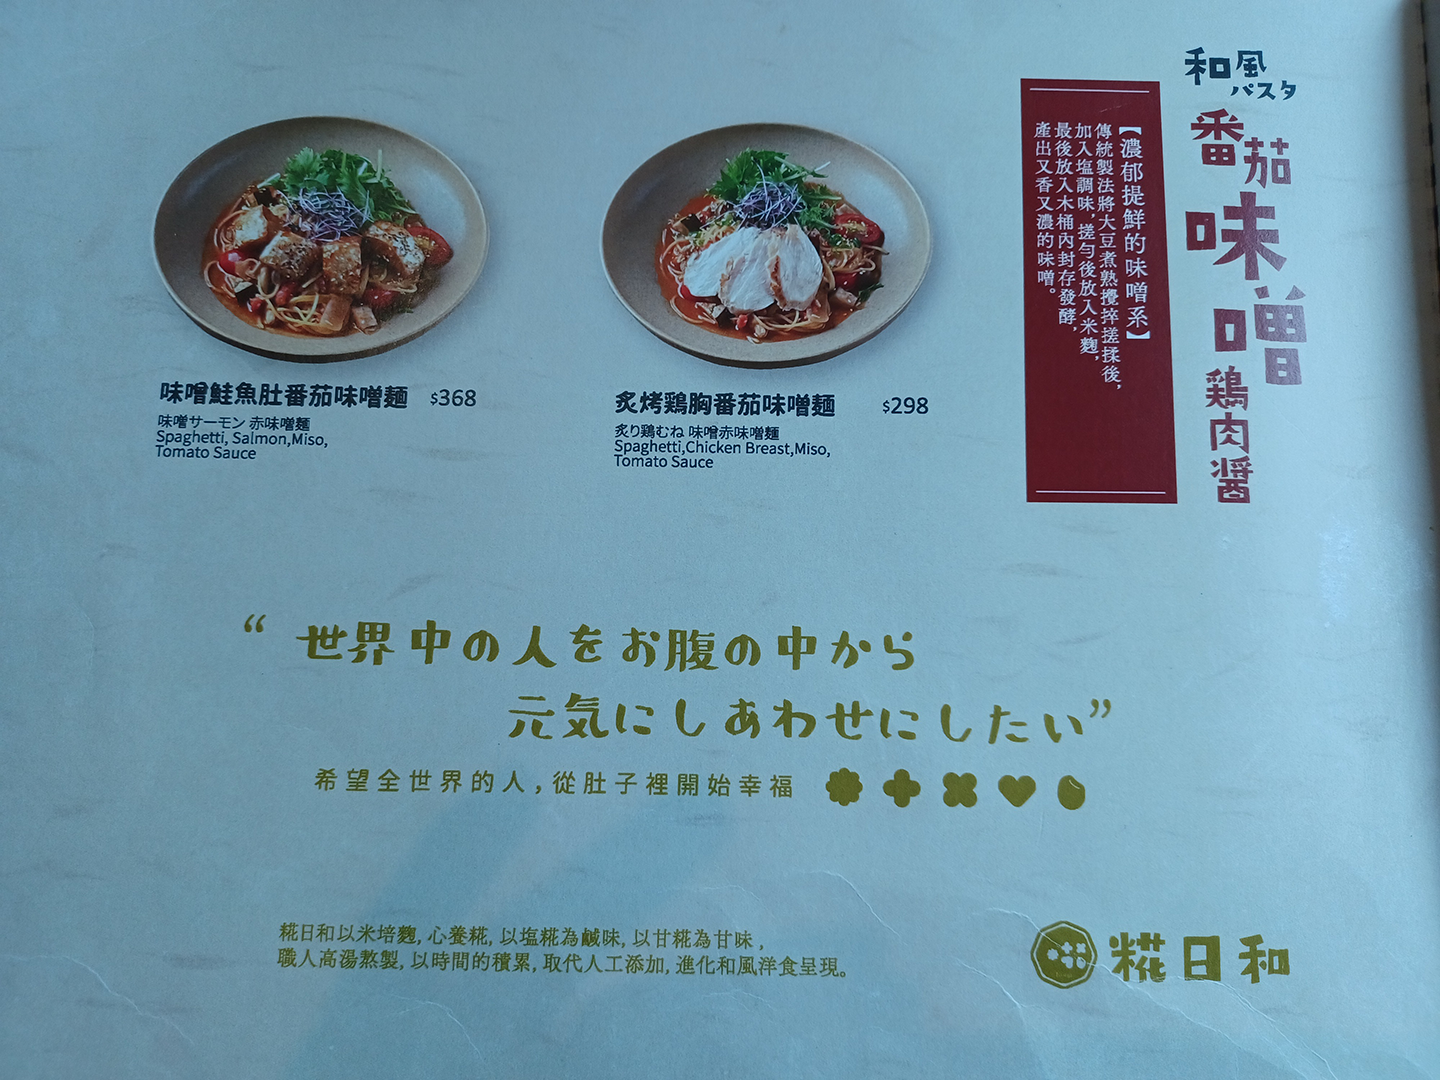 和風
パスタ
番茄
味噌
鶏肉醤
【濃郁提鮮的味噌系】
傳統製法將大豆煮熟攪捽搓揉後,
加入塩調味,搓勻後放入米麴,
最後放入木桶內封存發酵,
產出又香又濃的味噌。
味噌鮭魚肚番茄味噌麺 $368
味噌サーモン 赤味噌麺
Spaghetti, Salmon,Miso,
Tomato Sauce
炙烤鶏胸番茄味噌麺 $298
炙り鶏むね 味噌赤味噌麺
Spaghetti,Chicken Breast,Miso,
Tomato Sauce
“世界中の人をお腹の中から
元気にしあわせにしたい”
希望全世界的人,從肚子裡開始幸福
糀日和以米培麴, 心養糀, 以塩糀為鹹味, 以甘糀為甘味 ,
職人高湯熬製, 以時間的積累, 取代人工添加, 進化和風洋食呈現。
糀日和